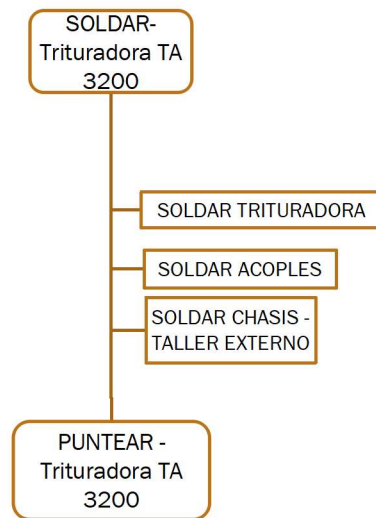 SOLDAR-
Trituradora TA
3200
SOLDAR TRITURADORA
SOLDAR ACOPLES
SOLDAR CHASIS -
TALLER EXTERNO
PUNTEAR -
Trituradora TA
3200